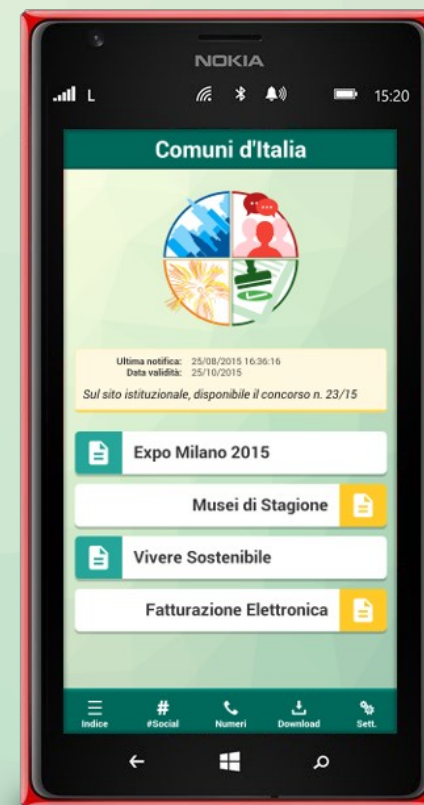 NOKIA
L 15:20
Comuni d'Italia
Ultima notifica: 25/08/2015 16:36:16
Data validità: 25/10/2015
Sul sito istituzionale, disponibile il concorso n. 23/15
Expo Milano 2015
Musei di Stagione
Vivere Sostenibile
Fatturazione Elettronica
Indice #Social Numeri Download Sett.